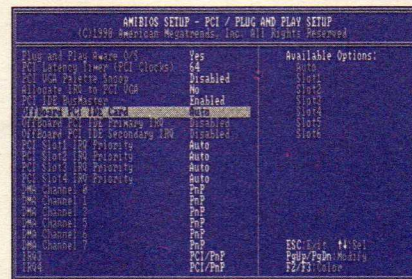 AMIBIOS SETUP - PCI / PLUG AND PLAY SETUP
(C)1998 American Megatrends, Inc. All Rights Reserved
Plug and Play Aware O/S Yes
PCI Latency Timer (PCI Clocks) 64
PCI VGA Palette Snoop Disabled
Allocate IRQ to PCI VGA No
PCI IDE BusMaster Enabled
OffBoard PCI IDE Card Auto
OffBoard PCI IDE Primary IRQ Disabled
OffBoard PCI IDE Secondary IRQ Disabled
PCI Slot1 IRQ Priority Auto
PCI Slot2 IRQ Priority Auto
PCI Slot3 IRQ Priority Auto
PCI Slot4 IRQ Priority Auto
DMA Channel 0 PnP
DMA Channel 1 PnP
DMA Channel 3 PnP
DMA Channel 5 PnP
DMA Channel 6 PnP
DMA Channel 7 PnP
IRQ3 PCI/PnP
IRQ4 PCI/PnP
Available Options:
Auto
Slot1
Slot2
Slot3
Slot4
Slot5
Slot6
ESC:Exit ↑↓:Sel
PgUp/PgDn:Modify
F2/F3:Color